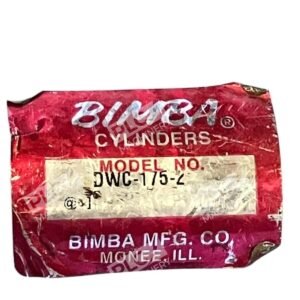 BIMBA®
CYLINDERS
MODEL NO.
DWC-175-2
BIMBA MFG. CO.
MONEE, ILL.